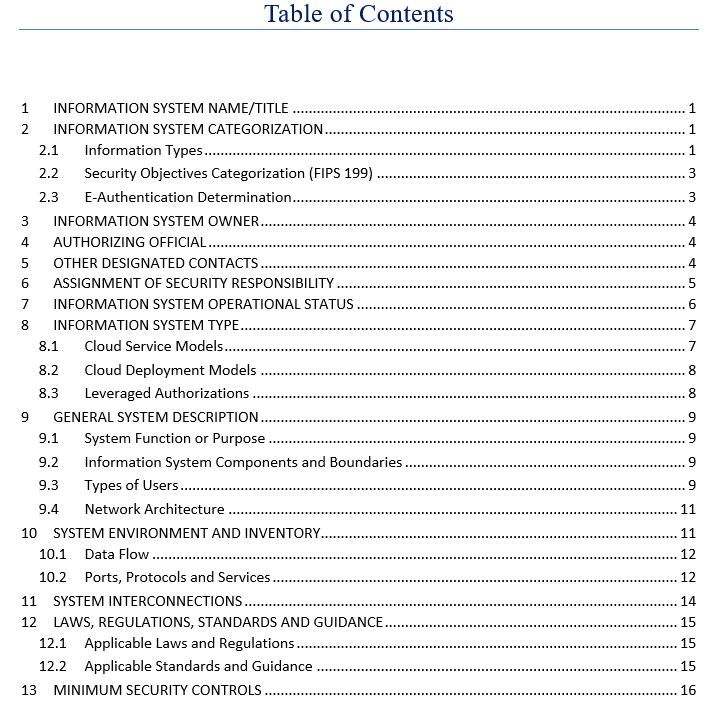 Table of Contents
1 INFORMATION SYSTEM NAME/TITLE ........ 1
2 INFORMATION SYSTEM CATEGORIZATION ........ 1
2.1 Information Types ........ 1
2.2 Security Objectives Categorization (FIPS 199) ........ 3
2.3 E-Authentication Determination ........ 3
3 INFORMATION SYSTEM OWNER ........ 4
4 AUTHORIZING OFFICIAL ........ 4
5 OTHER DESIGNATED CONTACTS ........ 4
6 ASSIGNMENT OF SECURITY RESPONSIBILITY ........ 5
7 INFORMATION SYSTEM OPERATIONAL STATUS ........ 6
8 INFORMATION SYSTEM TYPE ........ 7
8.1 Cloud Service Models ........ 7
8.2 Cloud Deployment Models ........ 8
8.3 Leveraged Authorizations ........ 8
9 GENERAL SYSTEM DESCRIPTION ........ 9
9.1 System Function or Purpose ........ 9
9.2 Information System Components and Boundaries ........ 9
9.3 Types of Users ........ 9
9.4 Network Architecture ........ 11
10 SYSTEM ENVIRONMENT AND INVENTORY ........ 11
10.1 Data Flow ........ 12
10.2 Ports, Protocols and Services ........ 12
11 SYSTEM INTERCONNECTIONS ........ 14
12 LAWS, REGULATIONS, STANDARDS AND GUIDANCE ........ 15
12.1 Applicable Laws and Regulations ........ 15
12.2 Applicable Standards and Guidance ........ 15
13 MINIMUM SECURITY CONTROLS ........ 16